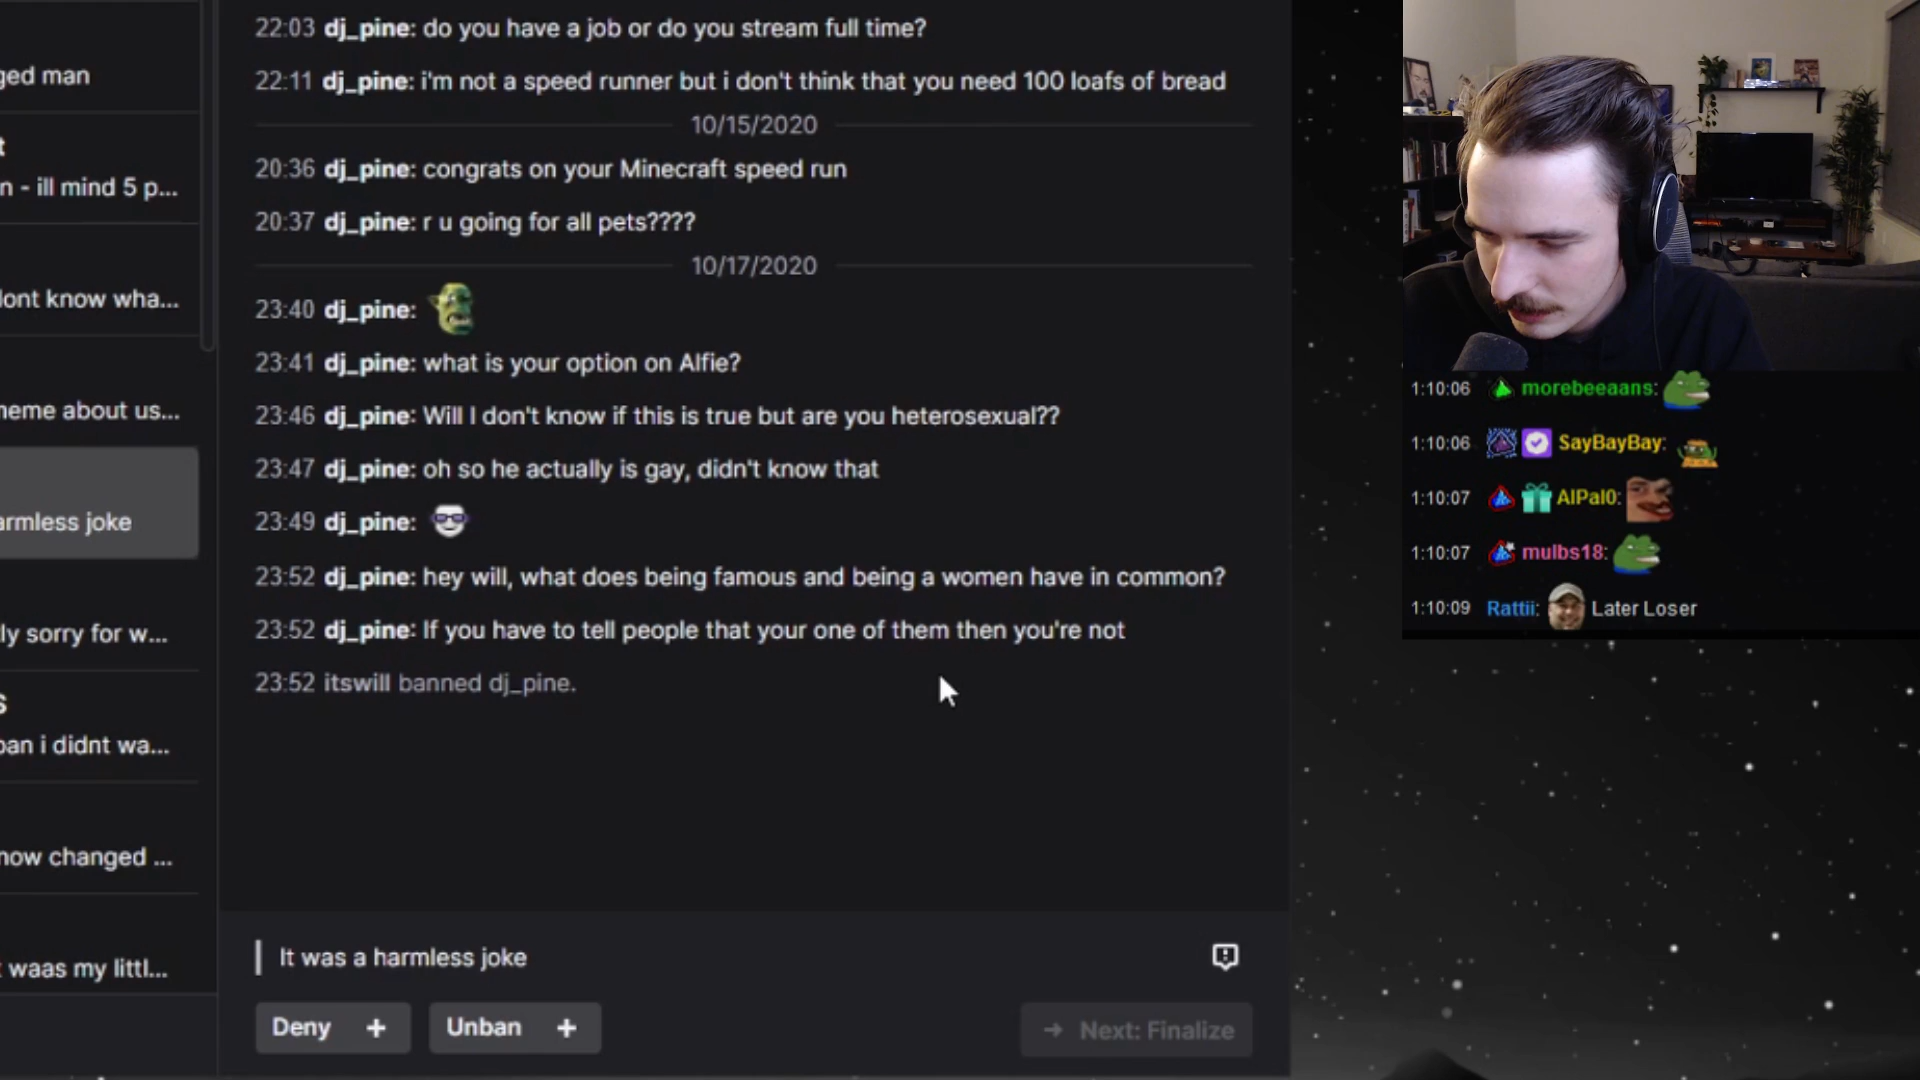 ged man
t
n - ill mind 5 p...
lont know wha...
neme about us...
armless joke
ly sorry for w...
S
ban i didnt wa...
now changed ...
t waas my littl...
22:03 dj_pine: do you have a job or do you stream full time?
22:11 dj_pine: i'm not a speed runner but i don't think that you need 100 loafs of bread
10/15/2020
20:36 dj_pine: congrats on your Minecraft speed run
20:37 dj_pine: r u going for all pets????
10/17/2020
23:40 dj_pine:
23:41 dj_pine: what is your option on Alfie?
23:46 dj_pine: Will I don't know if this is true but are you heterosexual??
23:47 dj_pine: oh so he actually is gay, didn't know that
23:49 dj_pine:
23:52 dj_pine: hey will, what does being famous and being a women have in common?
23:52 dj_pine: If you have to tell people that your one of them then you're not
23:52 itswill banned dj_pine.
It was a harmless joke
Deny +
Unban +
→ Next: Finalize
1:10:06 morebeeaans:
1:10:06 SayBayBay:
1:10:07 AlPal0:
1:10:07 mulbs18:
1:10:09 Rattii: Later Loser